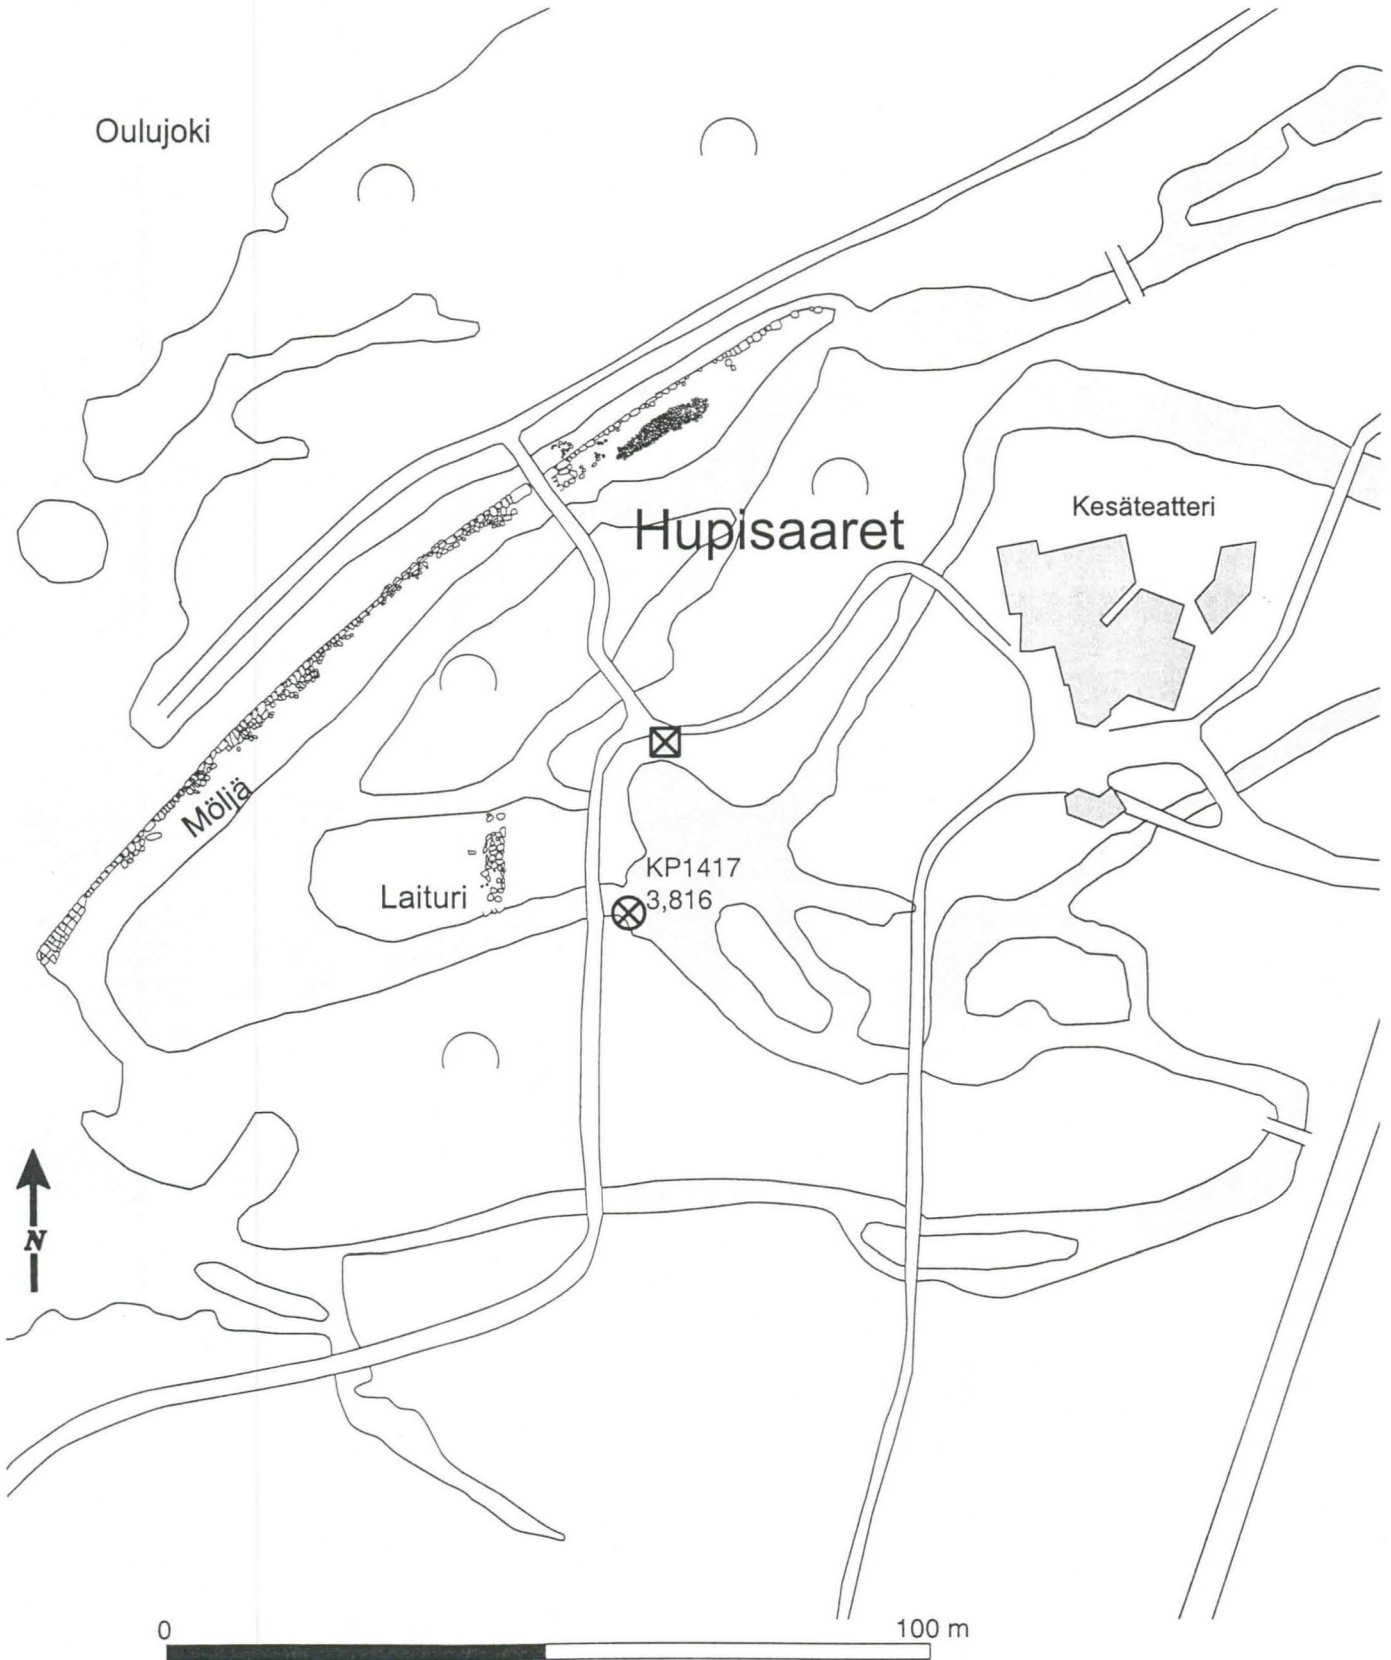 Oulujoki
Kesäteatteri
Hupisaaret
Möljä
KP1417
3,816
Laituri
N
0
100 m